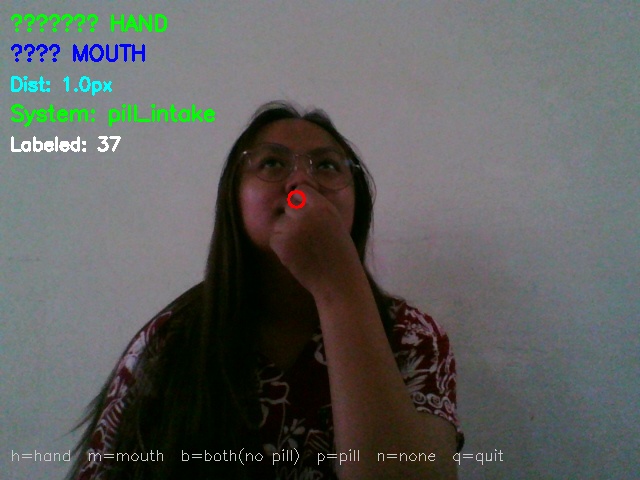 ??????? HAND
???? MOUTH
Dist: 1.0px
System: pill_intake
Labeled: 37
h=hand m=mouth b=both(no pill) p=pill n=none q=quit